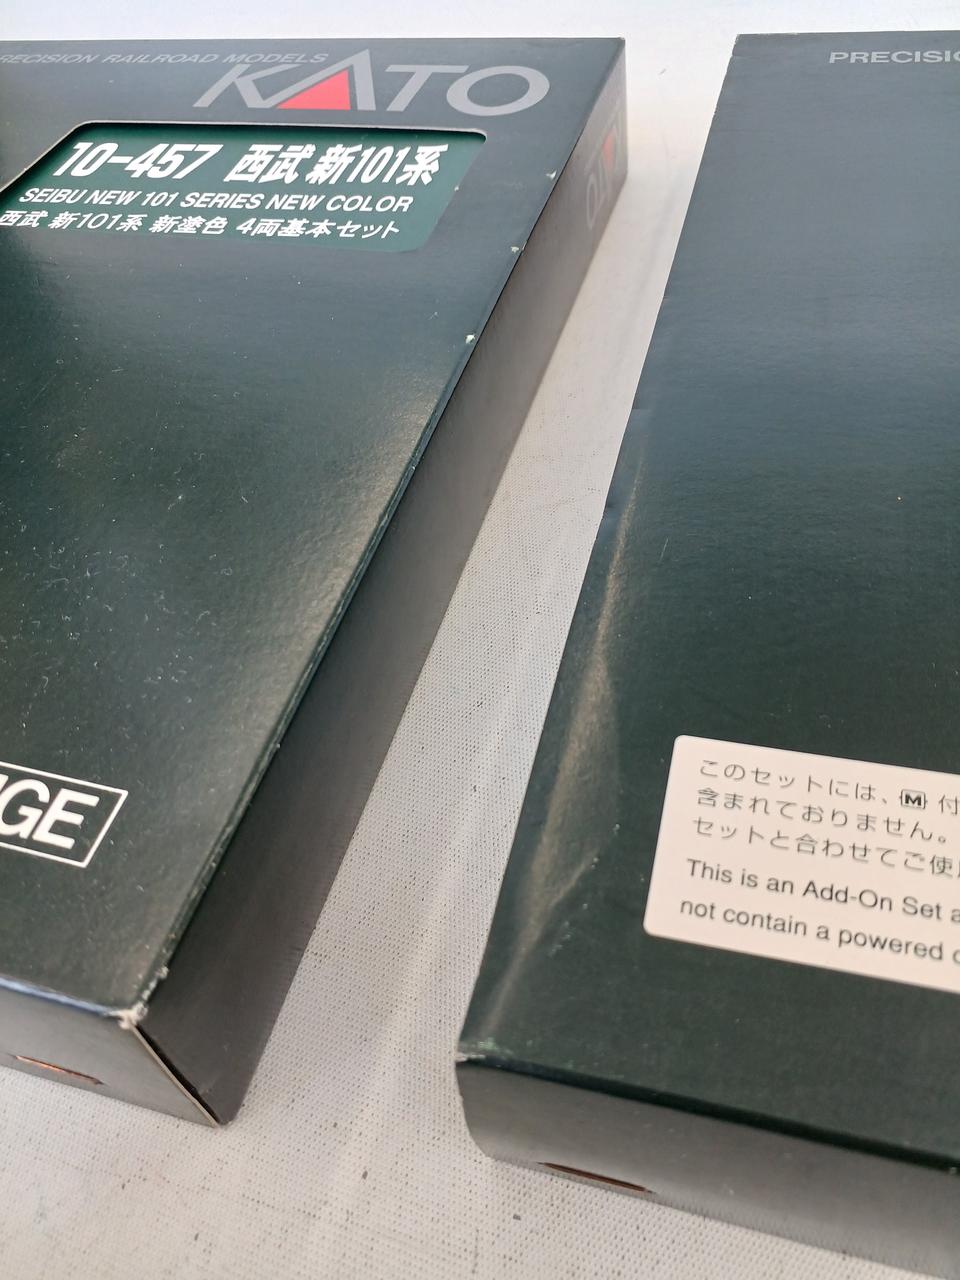 RECISION RAILROAD MODELS
KATO
10-457 西武 新101系
SEIBU NEW 101 SERIES NEW COLOR
西武 新101系 新塗色 4両基本セット
GE
KATO
PRECISIO
このセットには、M 付
含まれておりません。
セットと合わせてご使
This is an Add-On Set a
not contain a powered